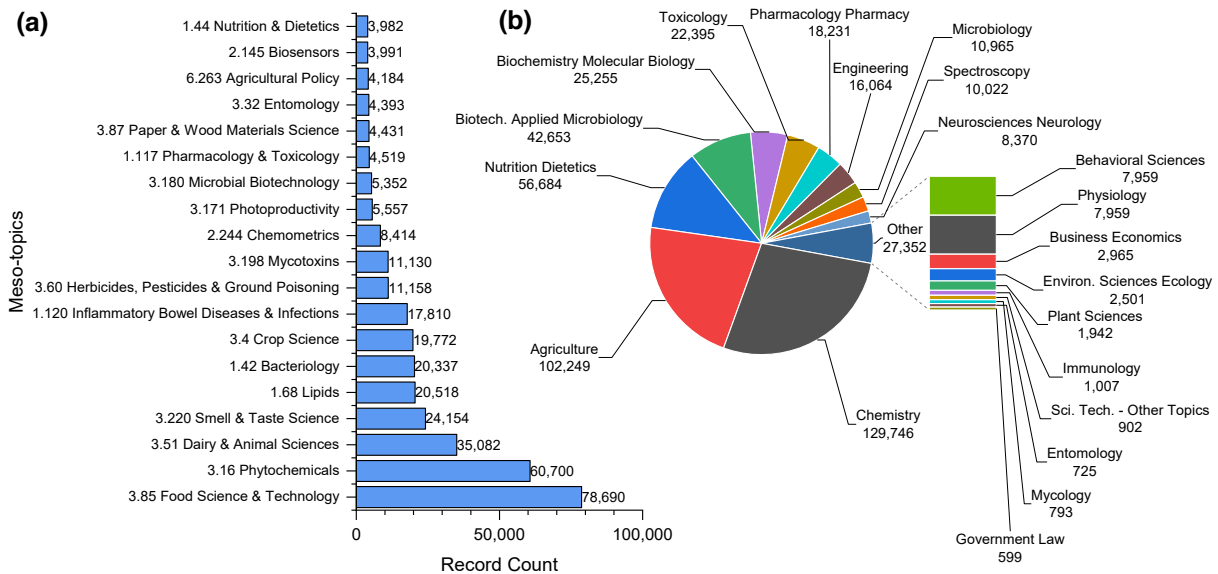 (a)
1.44 Nutrition & Dietetics 3,982
2.145 Biosensors 3,991
6.263 Agricultural Policy 4,184
3.32 Entomology 4,393
3.87 Paper & Wood Materials Science 4,431
1.117 Pharmacology & Toxicology 4,519
3.180 Microbial Biotechnology 5,352
3.171 Photoproductivity 5,557
2.244 Chemometrics 8,414
3.198 Mycotoxins 11,130
3.60 Herbicides, Pesticides & Ground Poisoning 11,158
1.120 Inflammatory Bowel Diseases & Infections 17,810
3.4 Crop Science 19,772
1.42 Bacteriology 20,337
1.68 Lipids 20,518
3.220 Smell & Taste Science 24,154
3.51 Dairy & Animal Sciences 35,082
3.16 Phytochemicals 60,700
3.85 Food Science & Technology 78,690
Meso-topics
0 50,000 100,000
Record Count
(b)
Toxicology
22,395
Pharmacology Pharmacy
18,231
Microbiology
10,965
Biochemistry Molecular Biology
25,255
Engineering
16,064
Spectroscopy
10,022
Biotech. Applied Microbiology
42,653
Neurosciences Neurology
8,370
Nutrition Dietetics
56,684
Behavioral Sciences
7,959
Physiology
7,959
Other
27,352
Business Economics
2,965
Environ. Sciences Ecology
2,501
Plant Sciences
1,942
Agriculture
102,249
Immunology
1,007
Chemistry
129,746
Sci. Tech. - Other Topics
902
Entomology
725
Mycology
793
Government Law
599